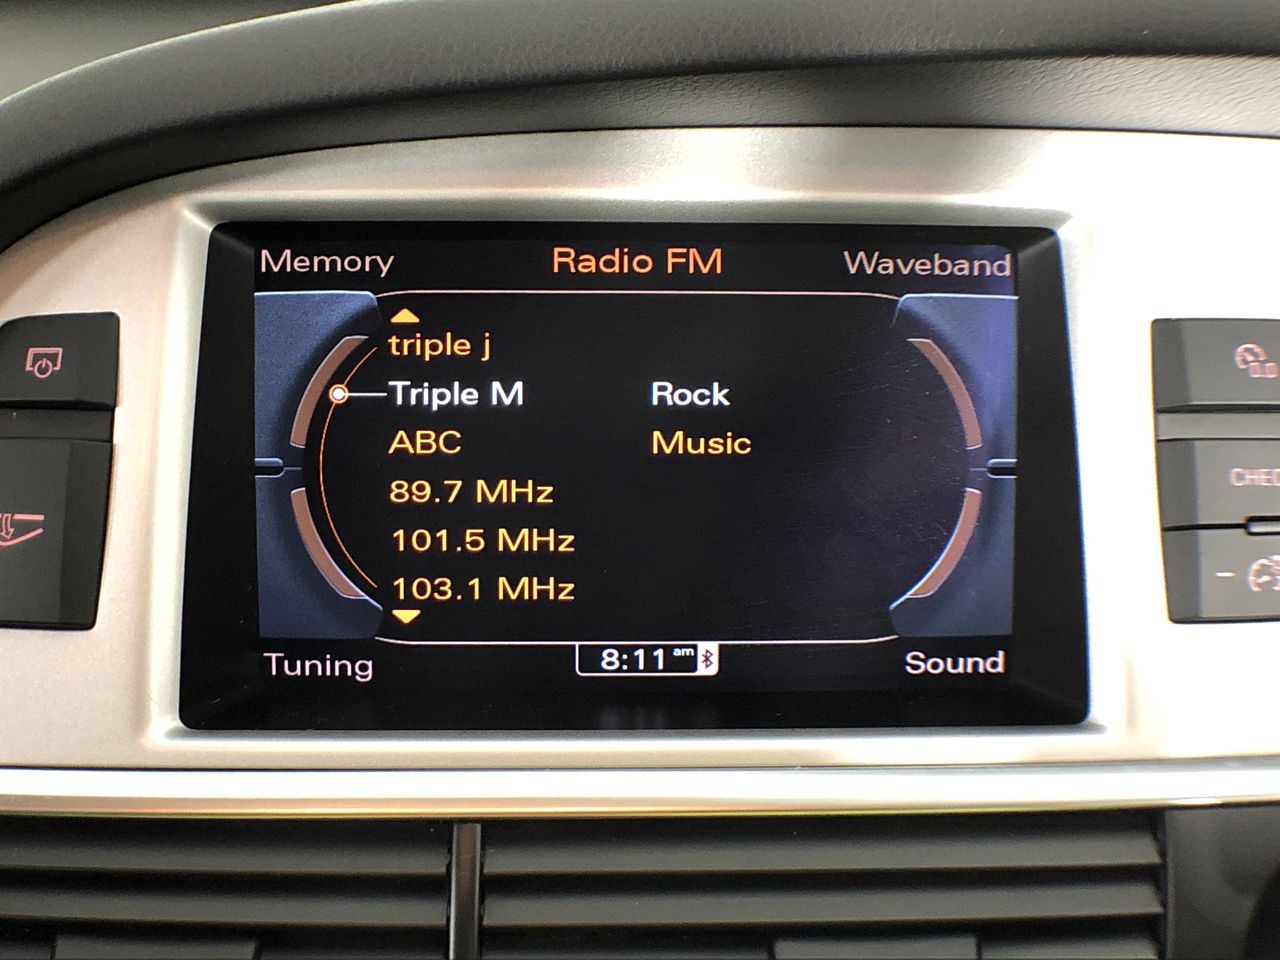 Memory Radio FM Waveband
triple j
Triple M Rock
ABC Music
89.7 MHz
101.5 MHz
103.1 MHz
Tuning 8:11 am Sound